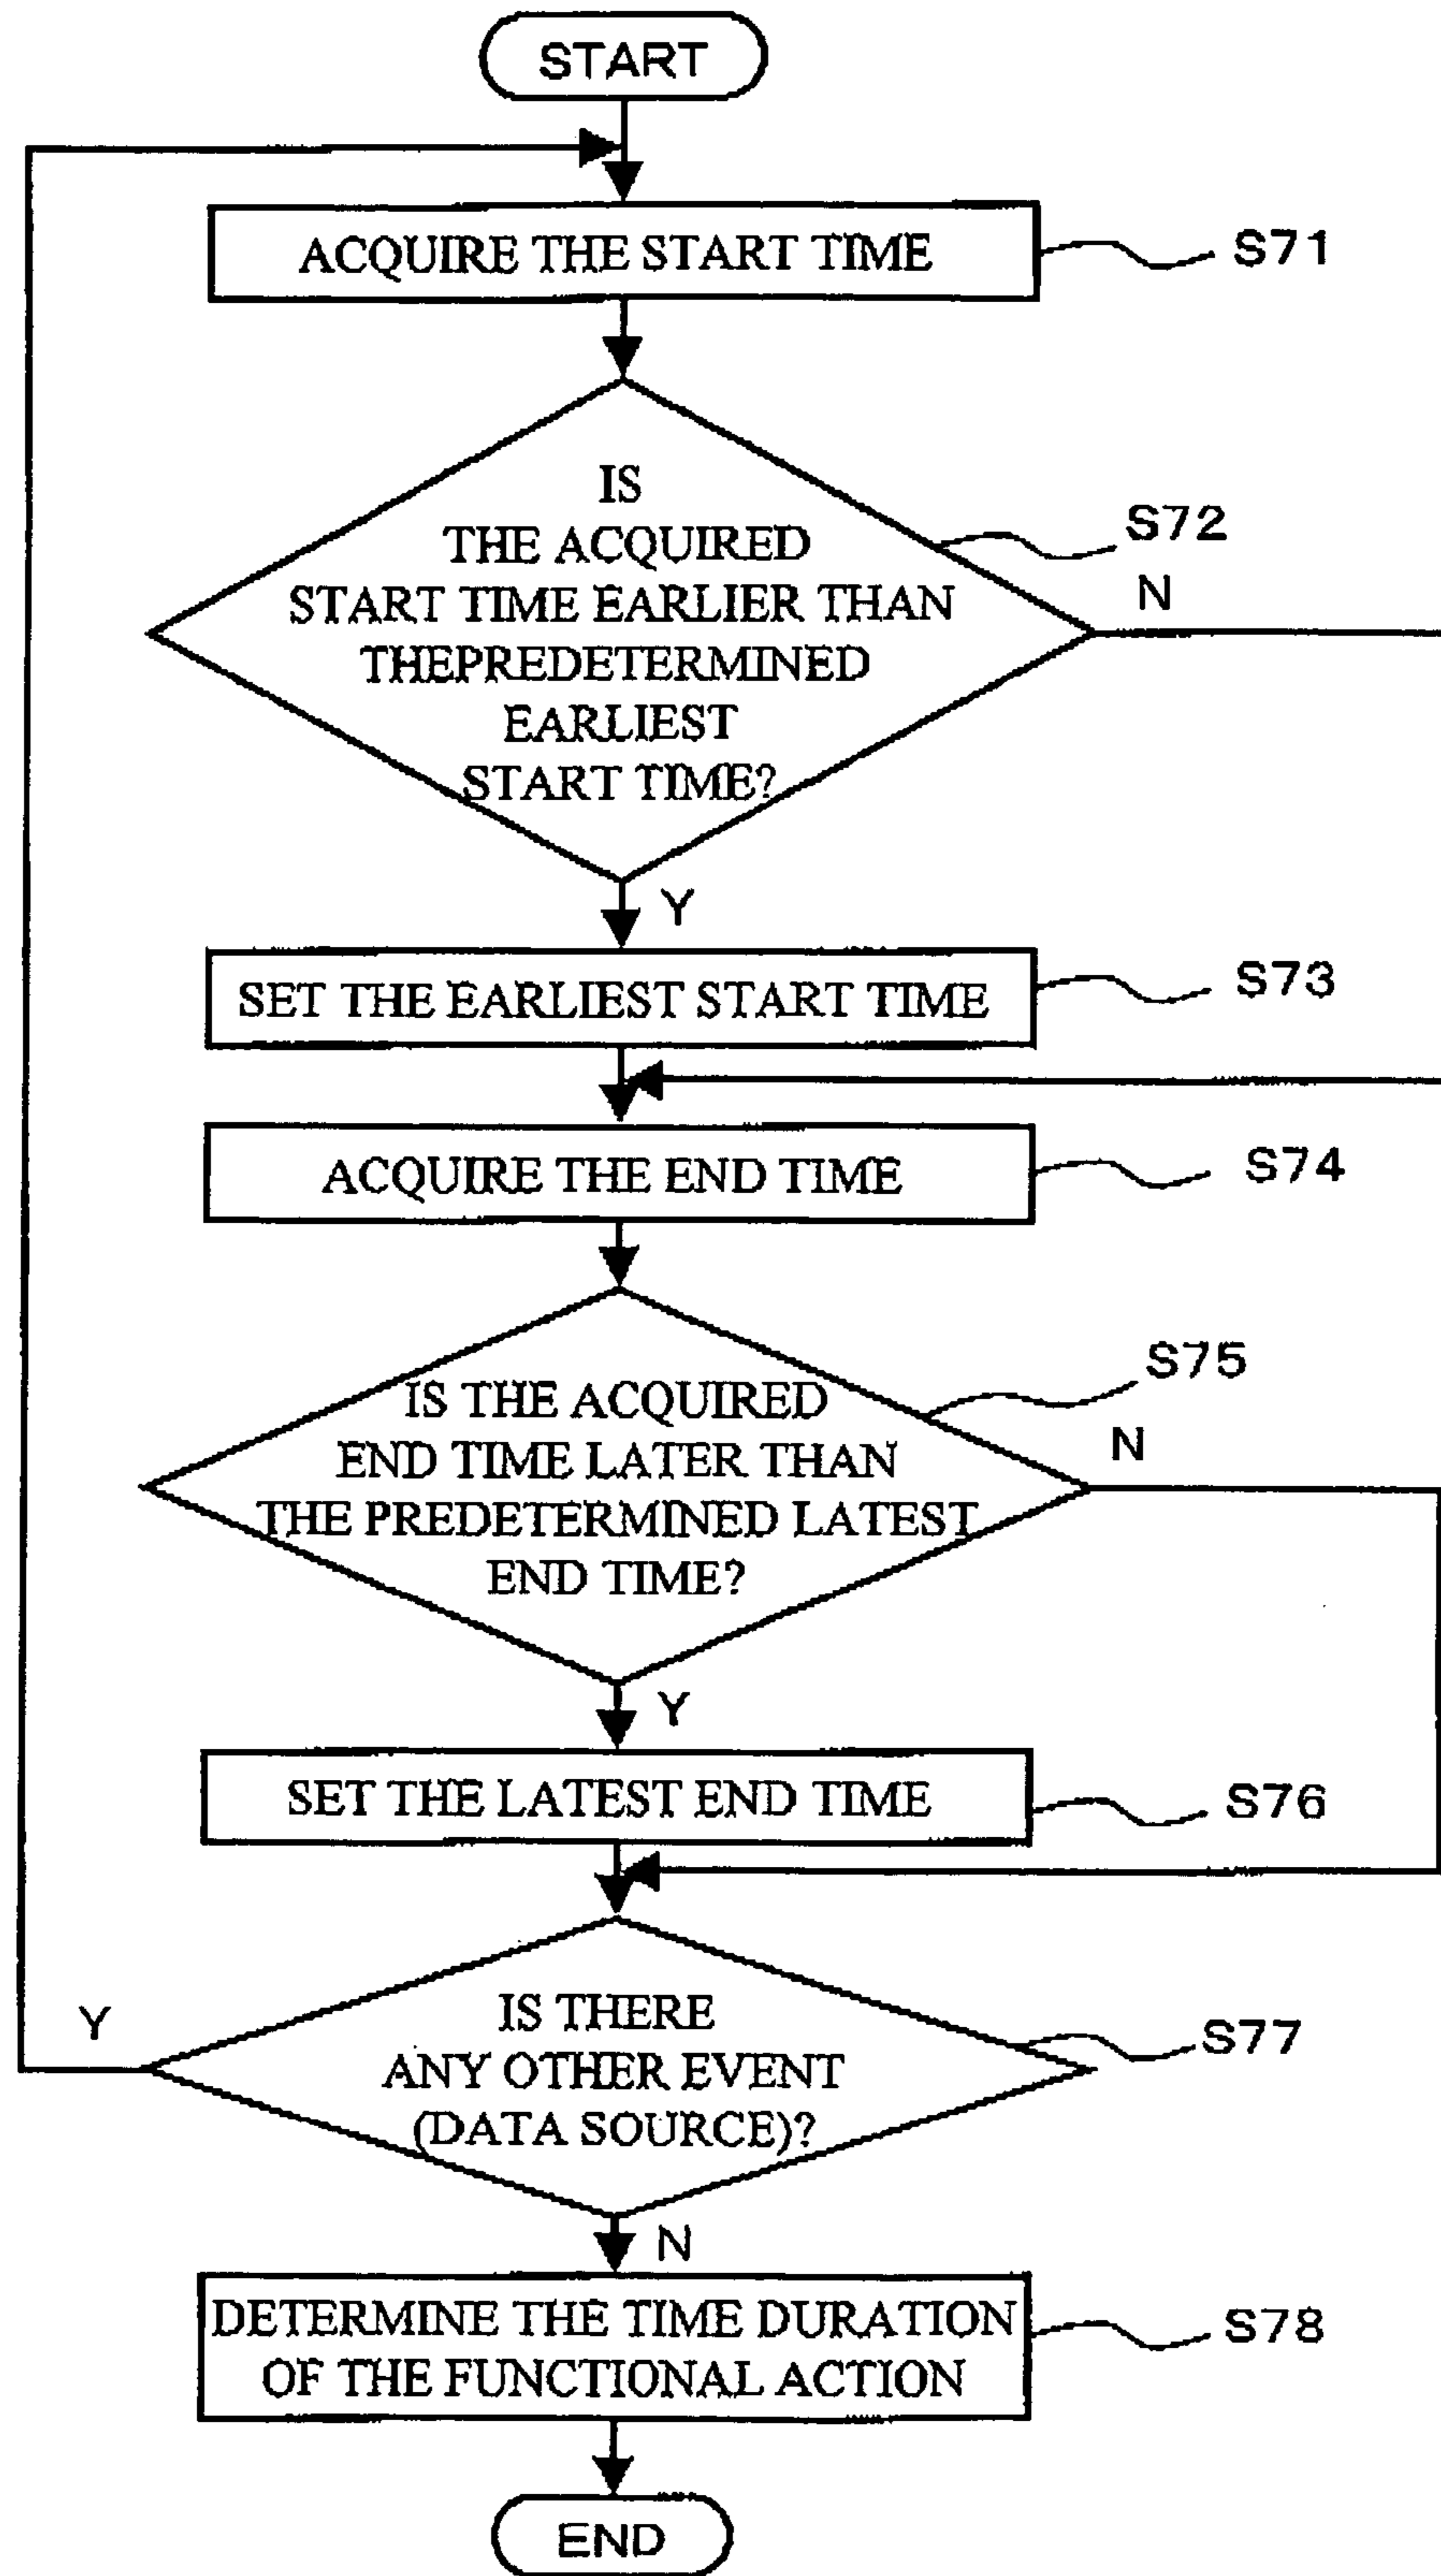 START
ACQUIRE THE START TIME
S71
IS
THE ACQUIRED
START TIME EARLIER THAN
THEPREDETERMINED
EARLIEST
START TIME?
S72
N
Y
SET THE EARLIEST START TIME
S73
ACQUIRE THE END TIME
S74
IS THE ACQUIRED
END TIME LATER THAN
THE PREDETERMINED LATEST
END TIME?
S75
N
Y
SET THE LATEST END TIME
S76
IS THERE
ANY OTHER EVENT
(DATA SOURCE)?
S77
Y
N
DETERMINE THE TIME DURATION
OF THE FUNCTIONAL ACTION
S78
END